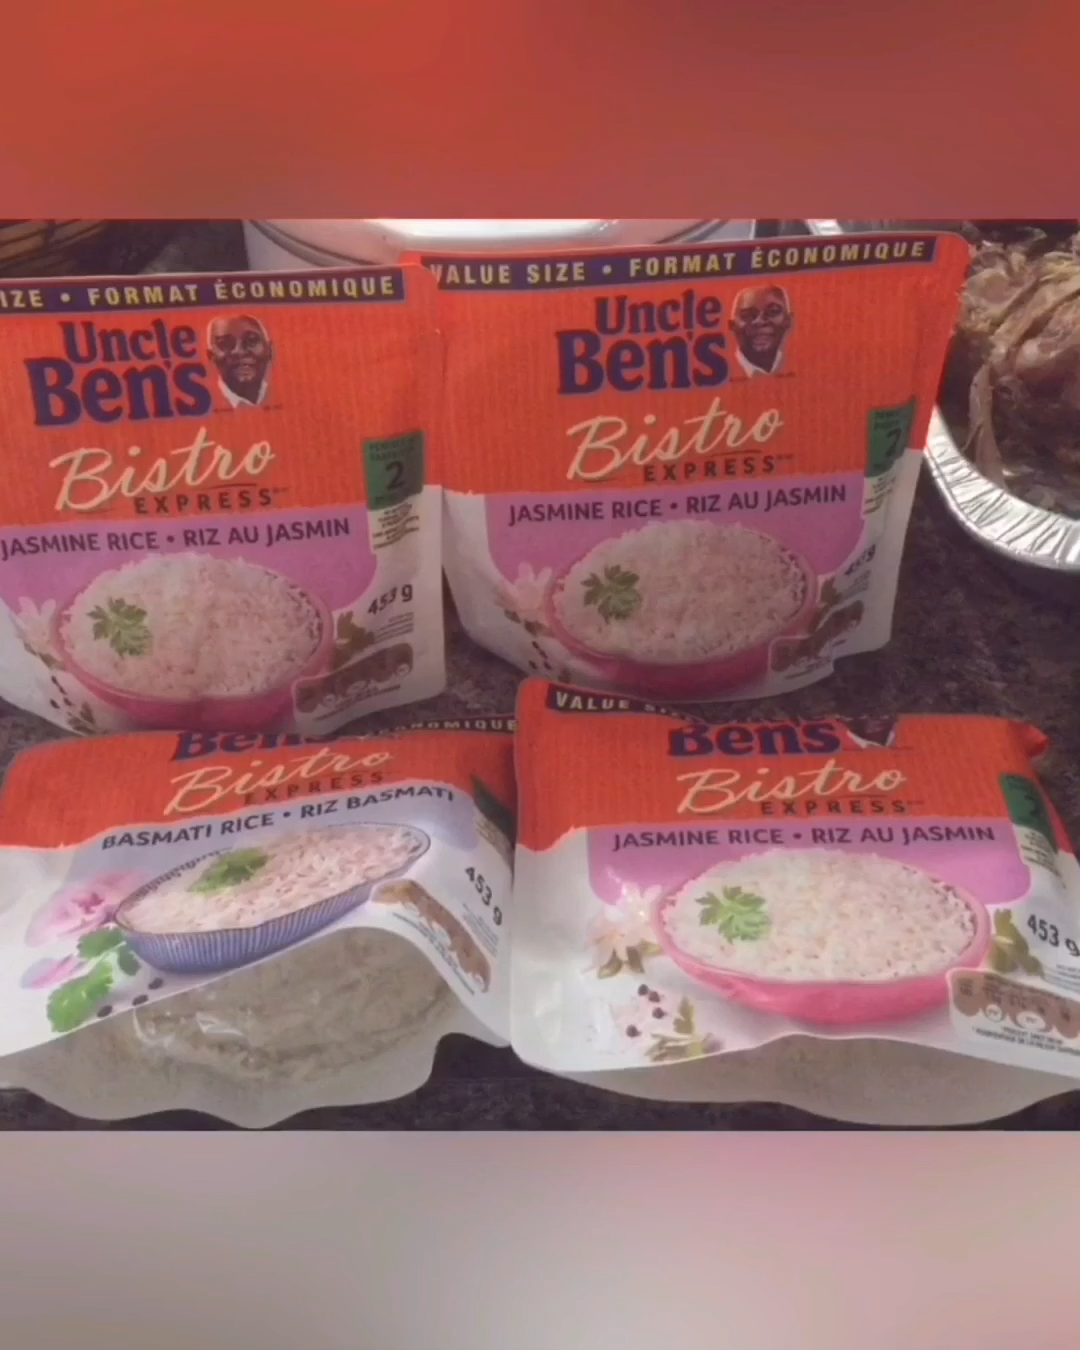 IZE • FORMAT ÉCONOMIQUE
Uncle
Ben's
Bistro
EXPRESS
2
JASMINE RICE • RIZ AU JASMIN
453 g
VALUE SIZE • FORMAT ÉCONOMIQUE
Uncle
Ben's
Bistro
EXPRESS
2
JASMINE RICE • RIZ AU JASMIN
453 g
ONOMIQUE
Ben's
Bistro
EXPRESS
BASMATI RICE • RIZ BASMATI
453 g
VALUE
Ben's
Bistro
EXPRESS
2
JASMINE RICE • RIZ AU JASMIN
453 g